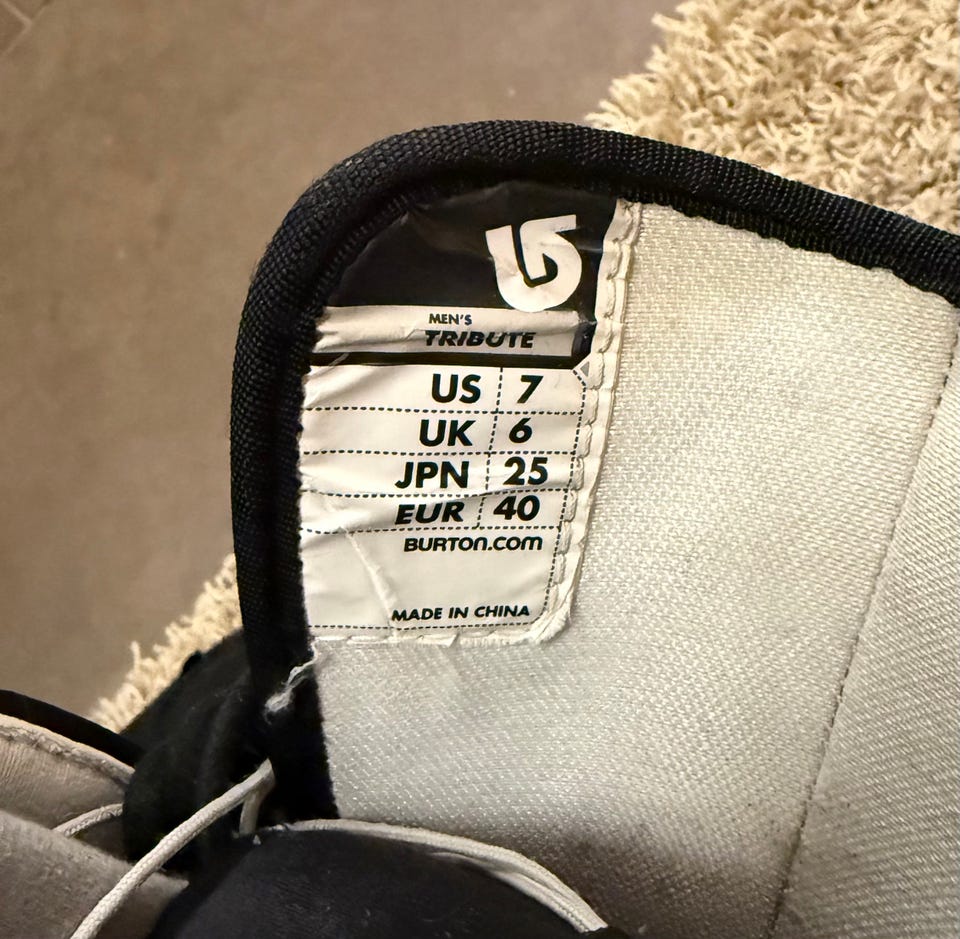 MEN'S
TRIBUTE
US 7
UK 6
JPN 25
EUR 40
BURTON.COM
MADE IN CHINA